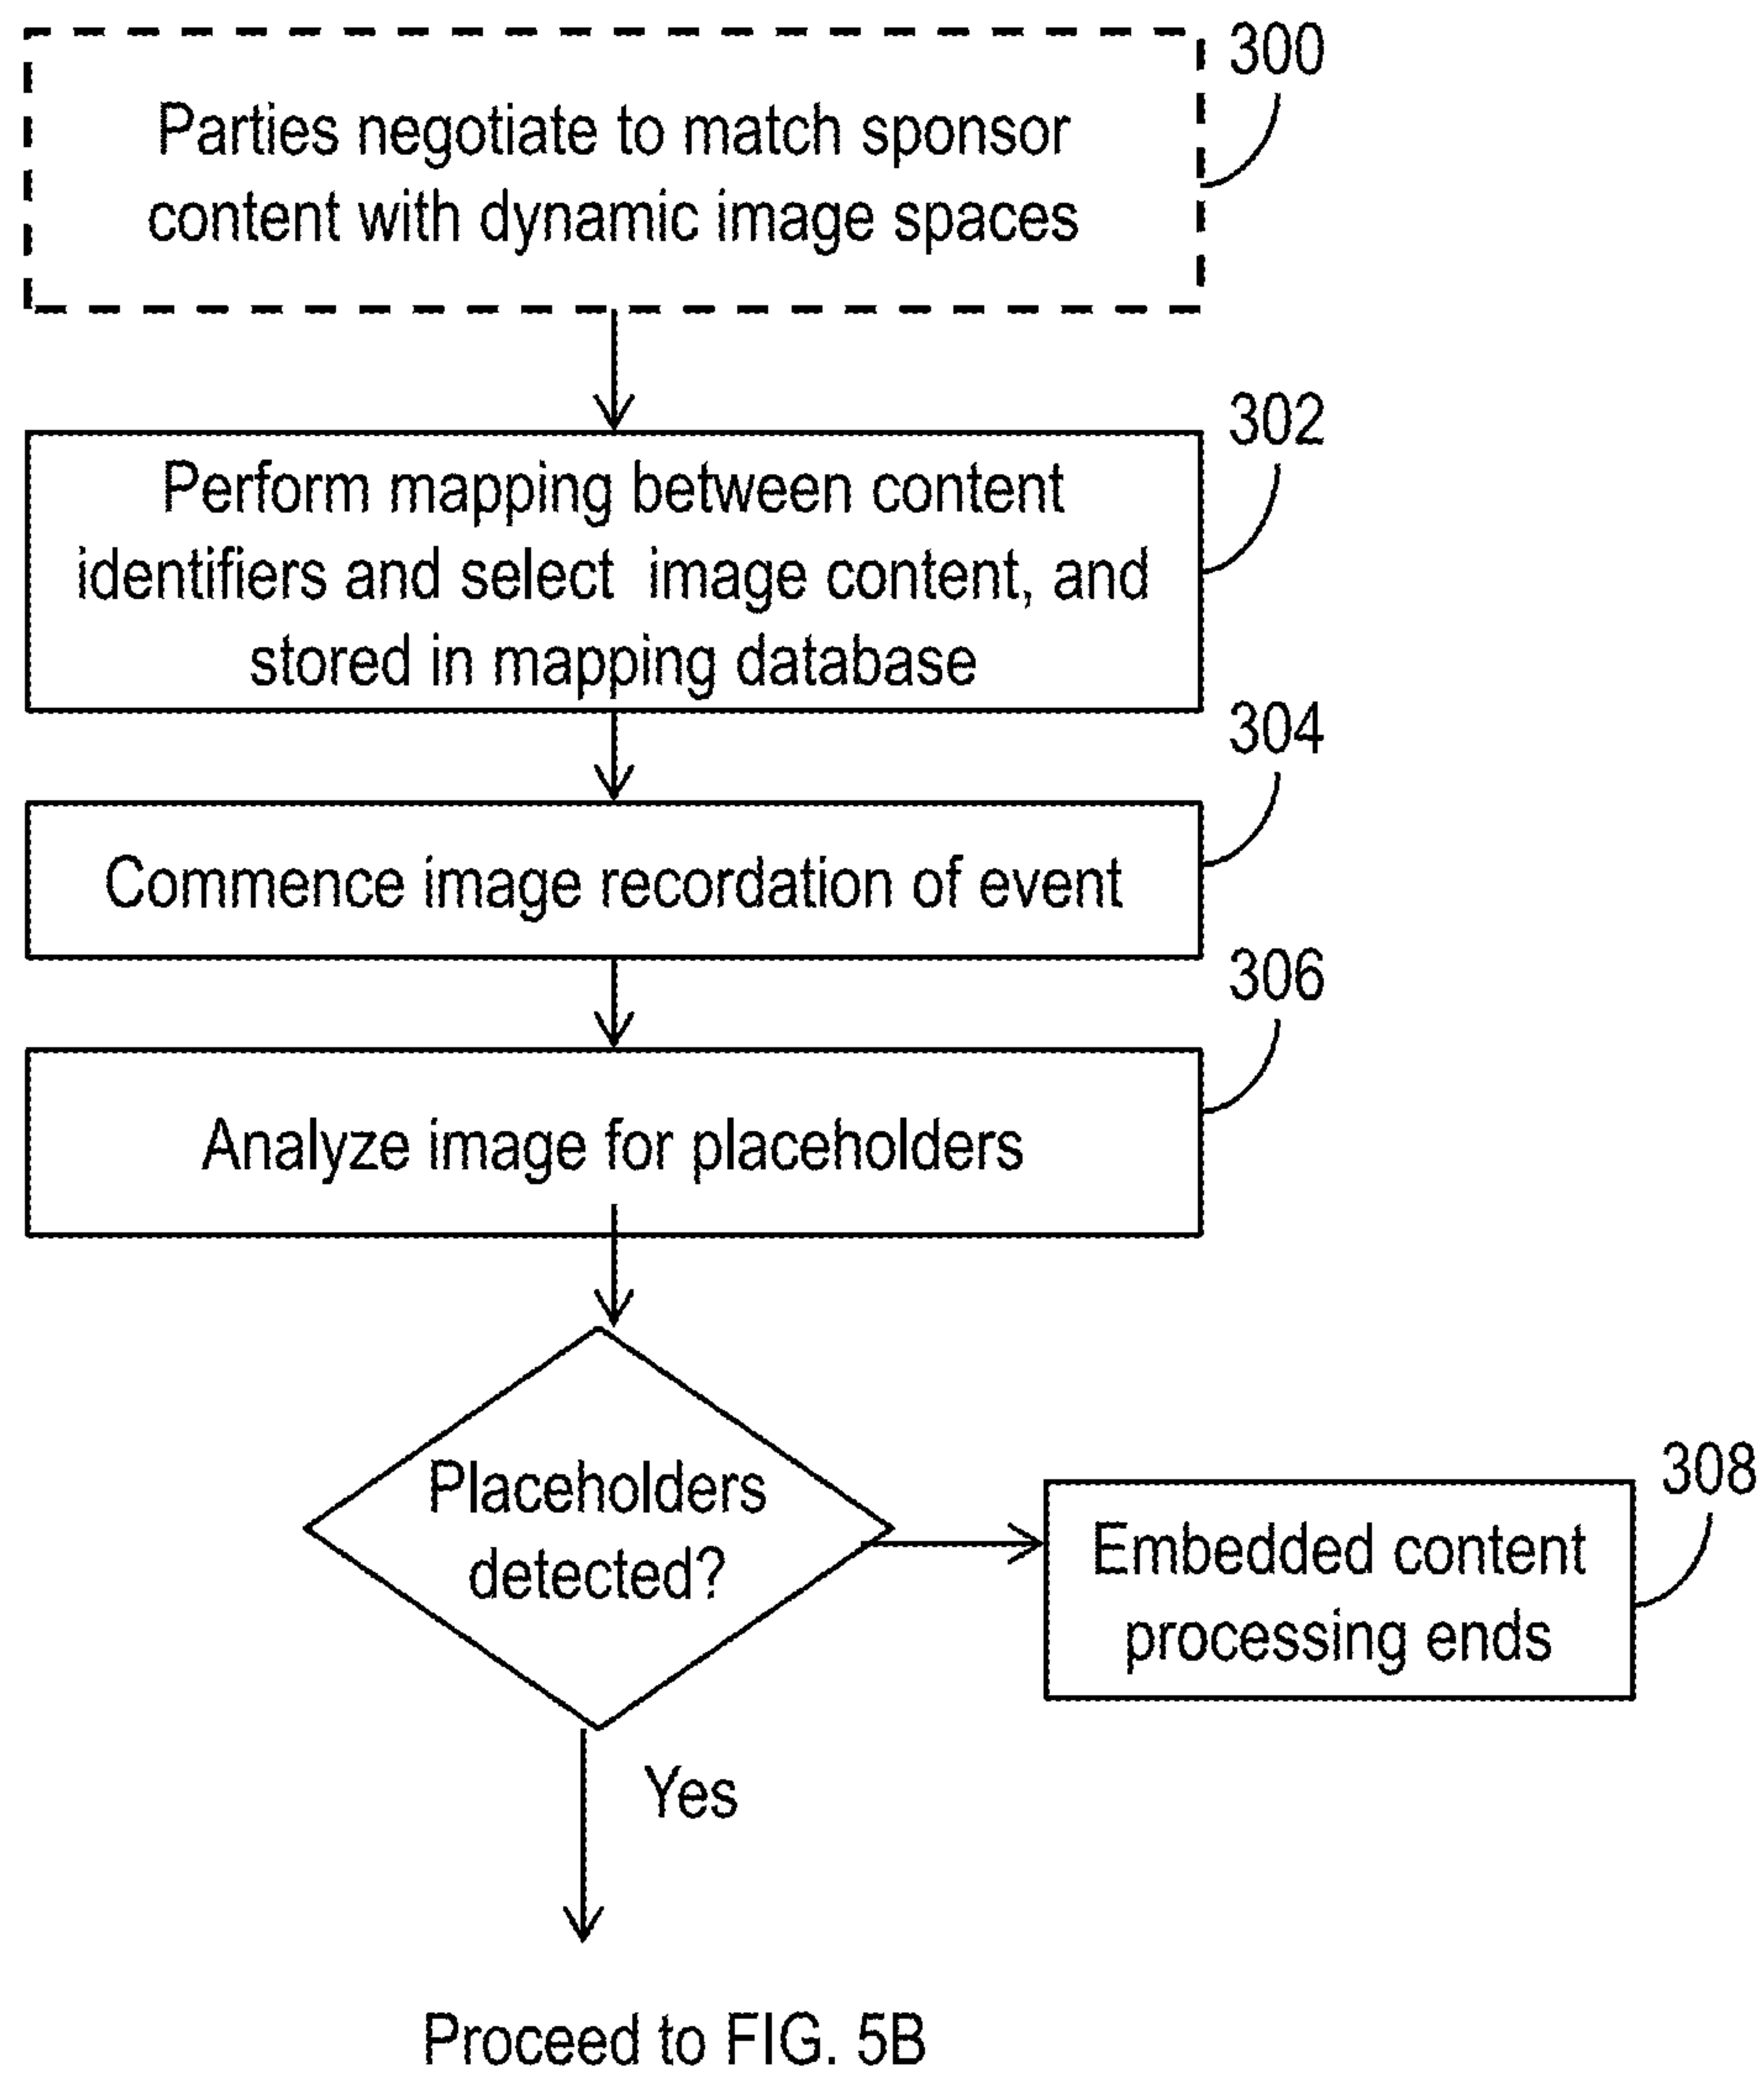 300
Parties negotiate to match sponsor
content with dynamic image spaces
302
Perform mapping between content
identifiers and select image content, and
stored in mapping database
304
Commence image recordation of event
306
Analyze image for placeholders
Placeholders
detected?
308
Embedded content
processing ends
Yes
Proceed to FIG. 5B